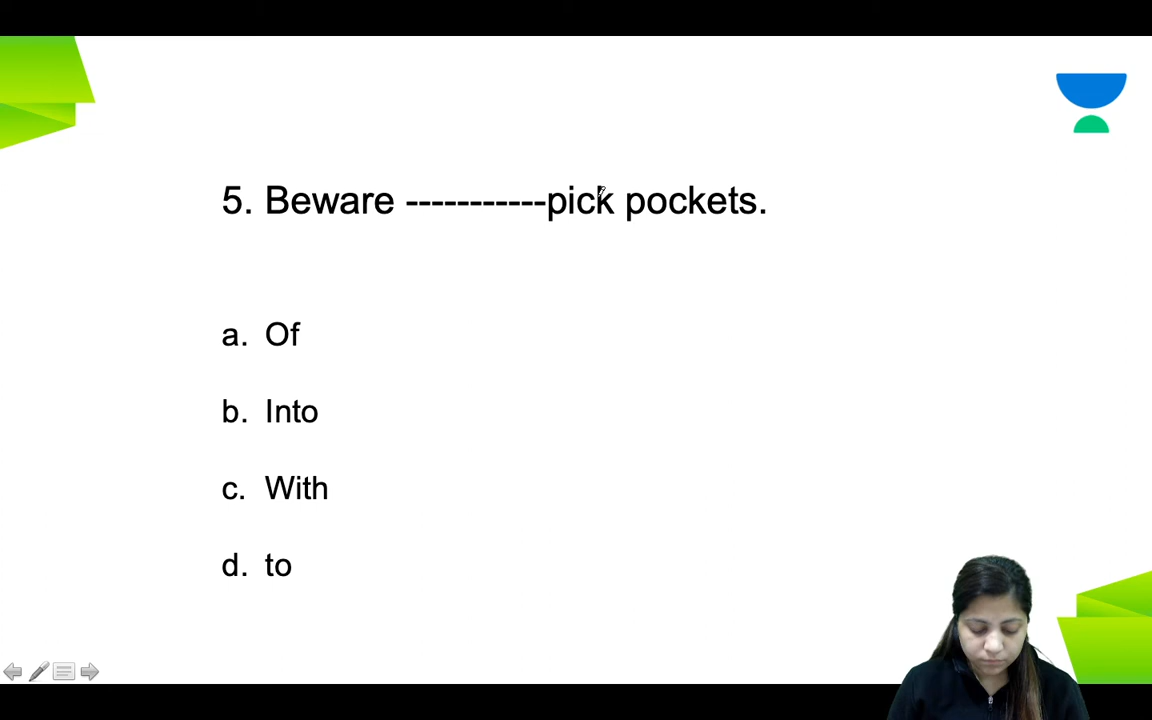 5. Beware -----------pick pockets.
a. Of
b. Into
c. With
d. to